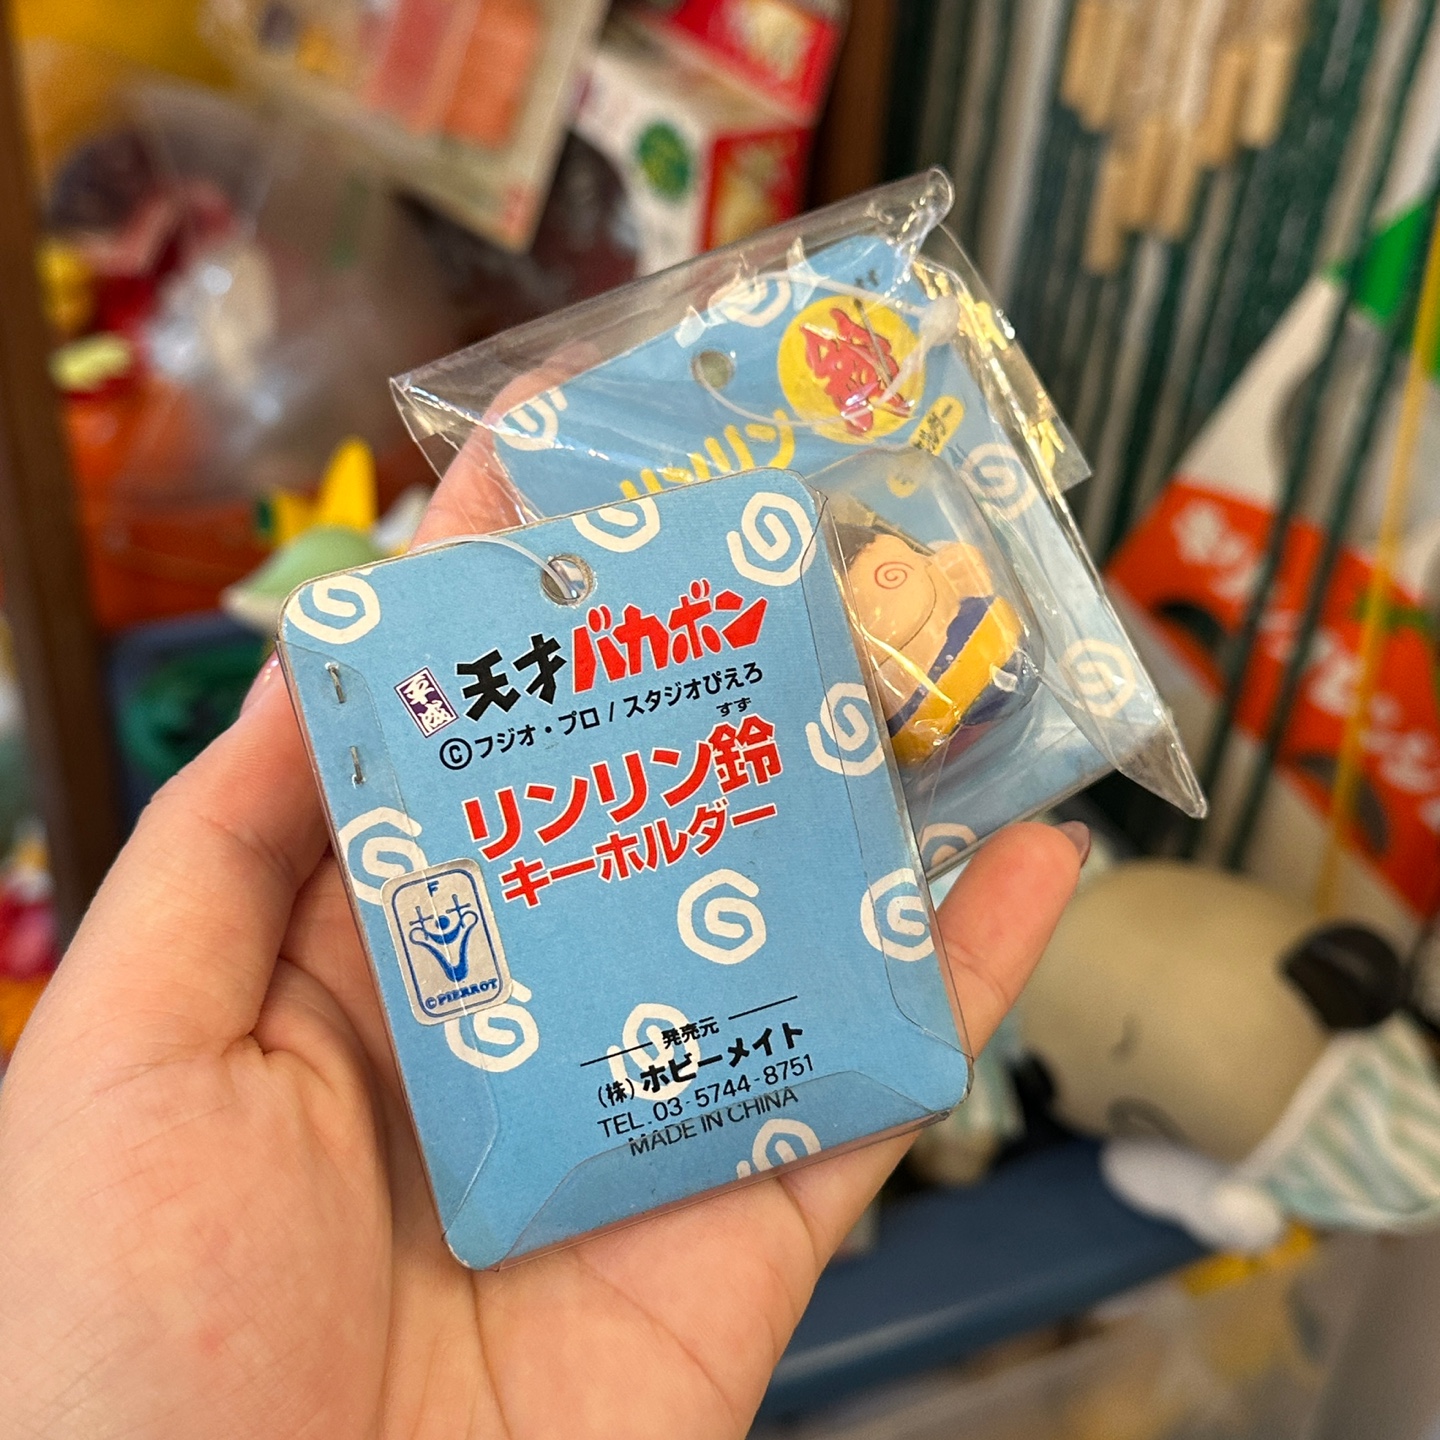 鈴
リンリン
平成
天才バカボン
©フジオ・プロ / スタジオぴえろ
すず
リンリン鈴
キーホルダー
F
©PIERROT
発売元
(株)ホビーメイト
TEL.03-5744-8751
MADE IN CHINA